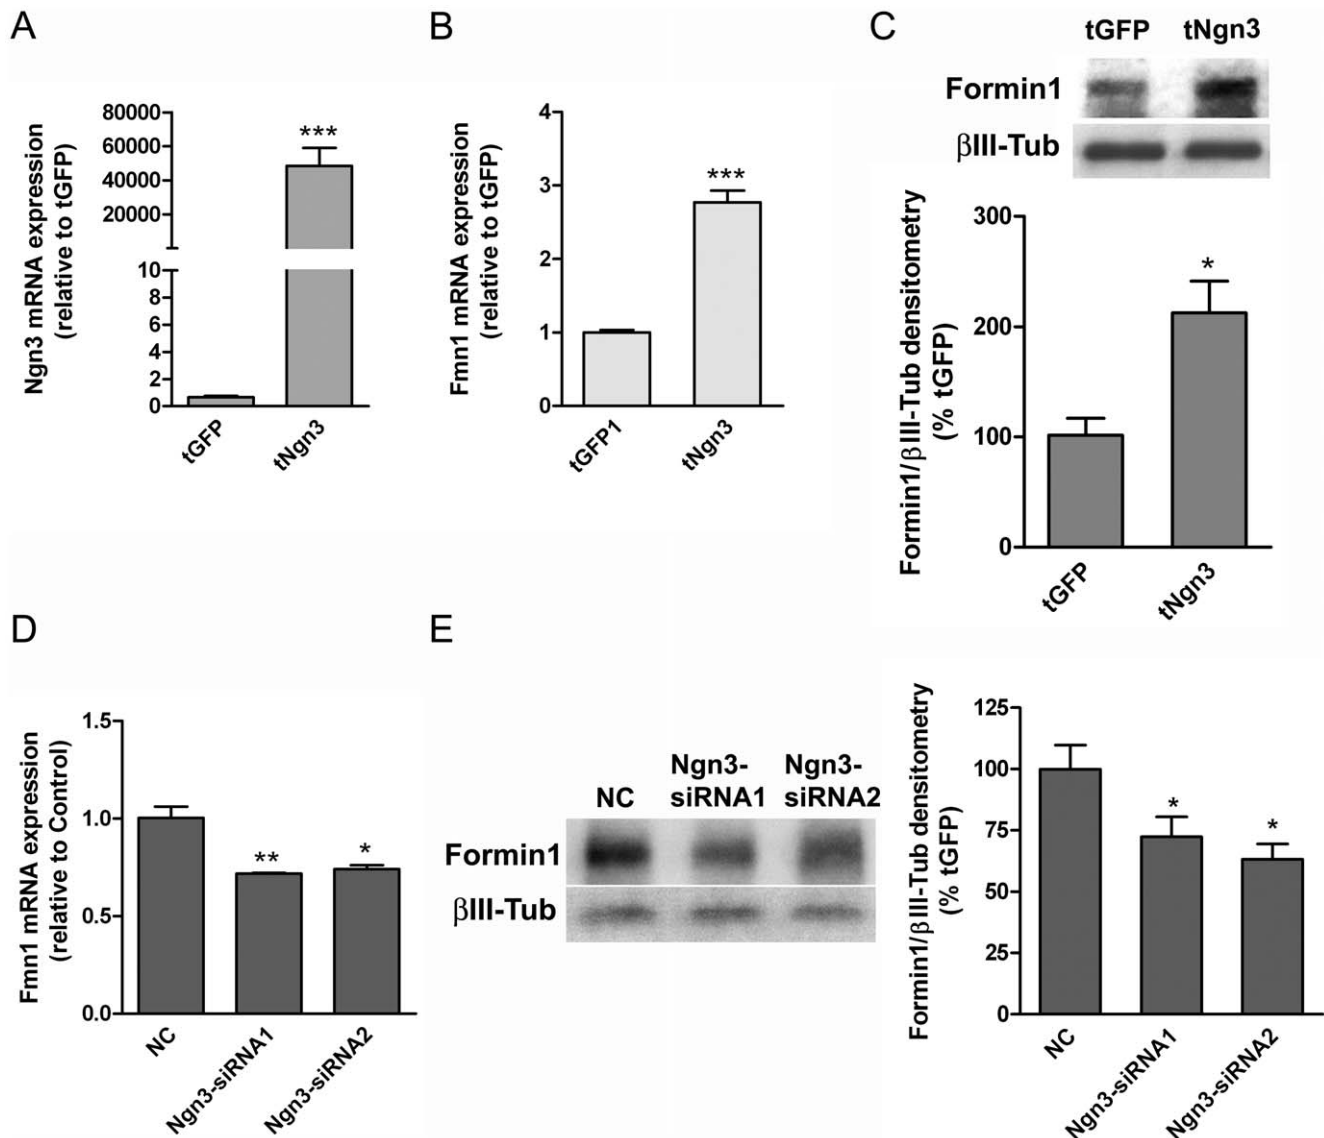 A
Ngn3 mRNA expression
(relative to tGFP)
80000
60000
40000
20000
10
8
6
4
2
0
***
tGFP
tNgn3
B
Fmn1 mRNA expression
(relative to tGFP)
4
3
2
1
0
***
tGFP1
tNgn3
C
tGFP tNgn3
Formin1
βIII-Tub
Formin1/βIII-Tub densitometry
(% tGFP)
300
200
100
0
*
tGFP
tNgn3
D
Fmn1 mRNA expression
(relative to Control)
1.5
1.0
0.5
0.0
**
*
NC
Ngn3-siRNA1
Ngn3-siRNA2
E
NC
Ngn3-
siRNA1
Ngn3-
siRNA2
Formin1
βIII-Tub
Formin1/βIII-Tub densitometry
(% tGFP)
125
100
75
50
25
0
*
*
NC
Ngn3-siRNA1
Ngn3-siRNA2